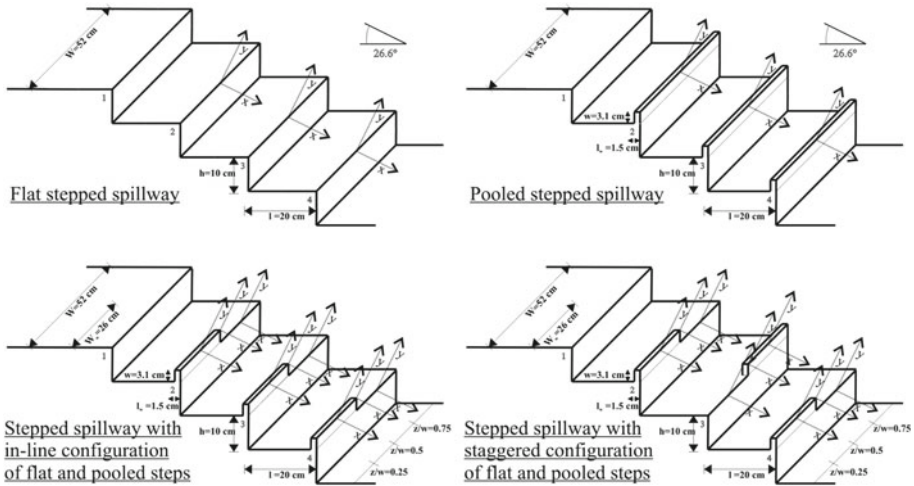 W=52 cm
26.6°
1
2
3
4
x
x
x
y
y
y
h=10 cm
l=20 cm
Flat stepped spillway
W=52 cm
26.6°
1
w=3.1 cm
2
l =1.5 cm
3
4
x
x
x
y
y
y
h=10 cm
l=20 cm
Pooled stepped spillway
W=52 cm
W =26 cm
1
w=3.1 cm
2
l =1.5 cm
3
h=10 cm
4
l=20 cm
x
x
x
y
y
y
z/w=0.75
z/w=0.5
z/w=0.25
Stepped spillway with
in-line configuration
of flat and pooled steps
W=52 cm
W =26 cm
1
w=3.1 cm
2
l =1.5 cm
3
h=10 cm
4
l=20 cm
x
x
x
y
y
y
z/w=0.75
z/w=0.5
z/w=0.25
Stepped spillway with
staggered configuration
of flat and pooled steps